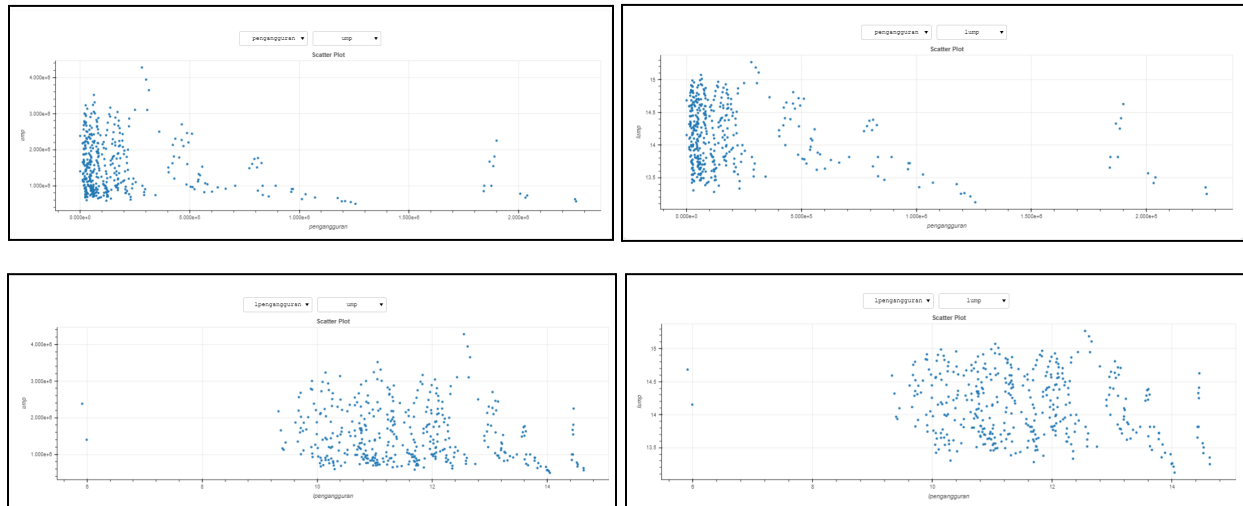 pengangguran ▾ ump ▾
Scatter Plot
4.000e+6
3.000e+6
2.000e+6
1.000e+6
ump
0.000e+0 5.000e+5 1.000e+6 1.500e+6 2.000e+6
pengangguran
pengangguran ▾ lump ▾
Scatter Plot
15
14.5
14
13.5
lump
0.000e+0 5.000e+5 1.000e+6 1.500e+6 2.000e+6
pengangguran
lpengangguran ▾ ump ▾
Scatter Plot
4.000e+6
3.000e+6
2.000e+6
1.000e+6
ump
6 8 10 12 14
lpengangguran
lpengangguran ▾ lump ▾
Scatter Plot
15
14.5
14
13.5
lump
6 8 10 12 14
lpengangguran